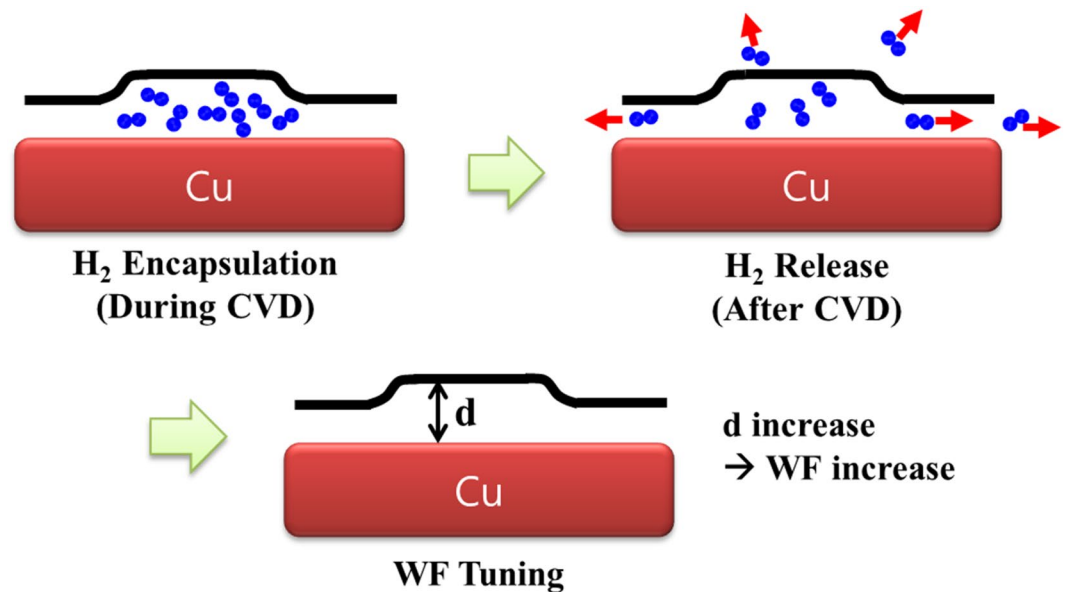 Cu
H₂ Encapsulation
(During CVD)
Cu
H₂ Release
(After CVD)
d
Cu
WF Tuning
d increase
→ WF increase